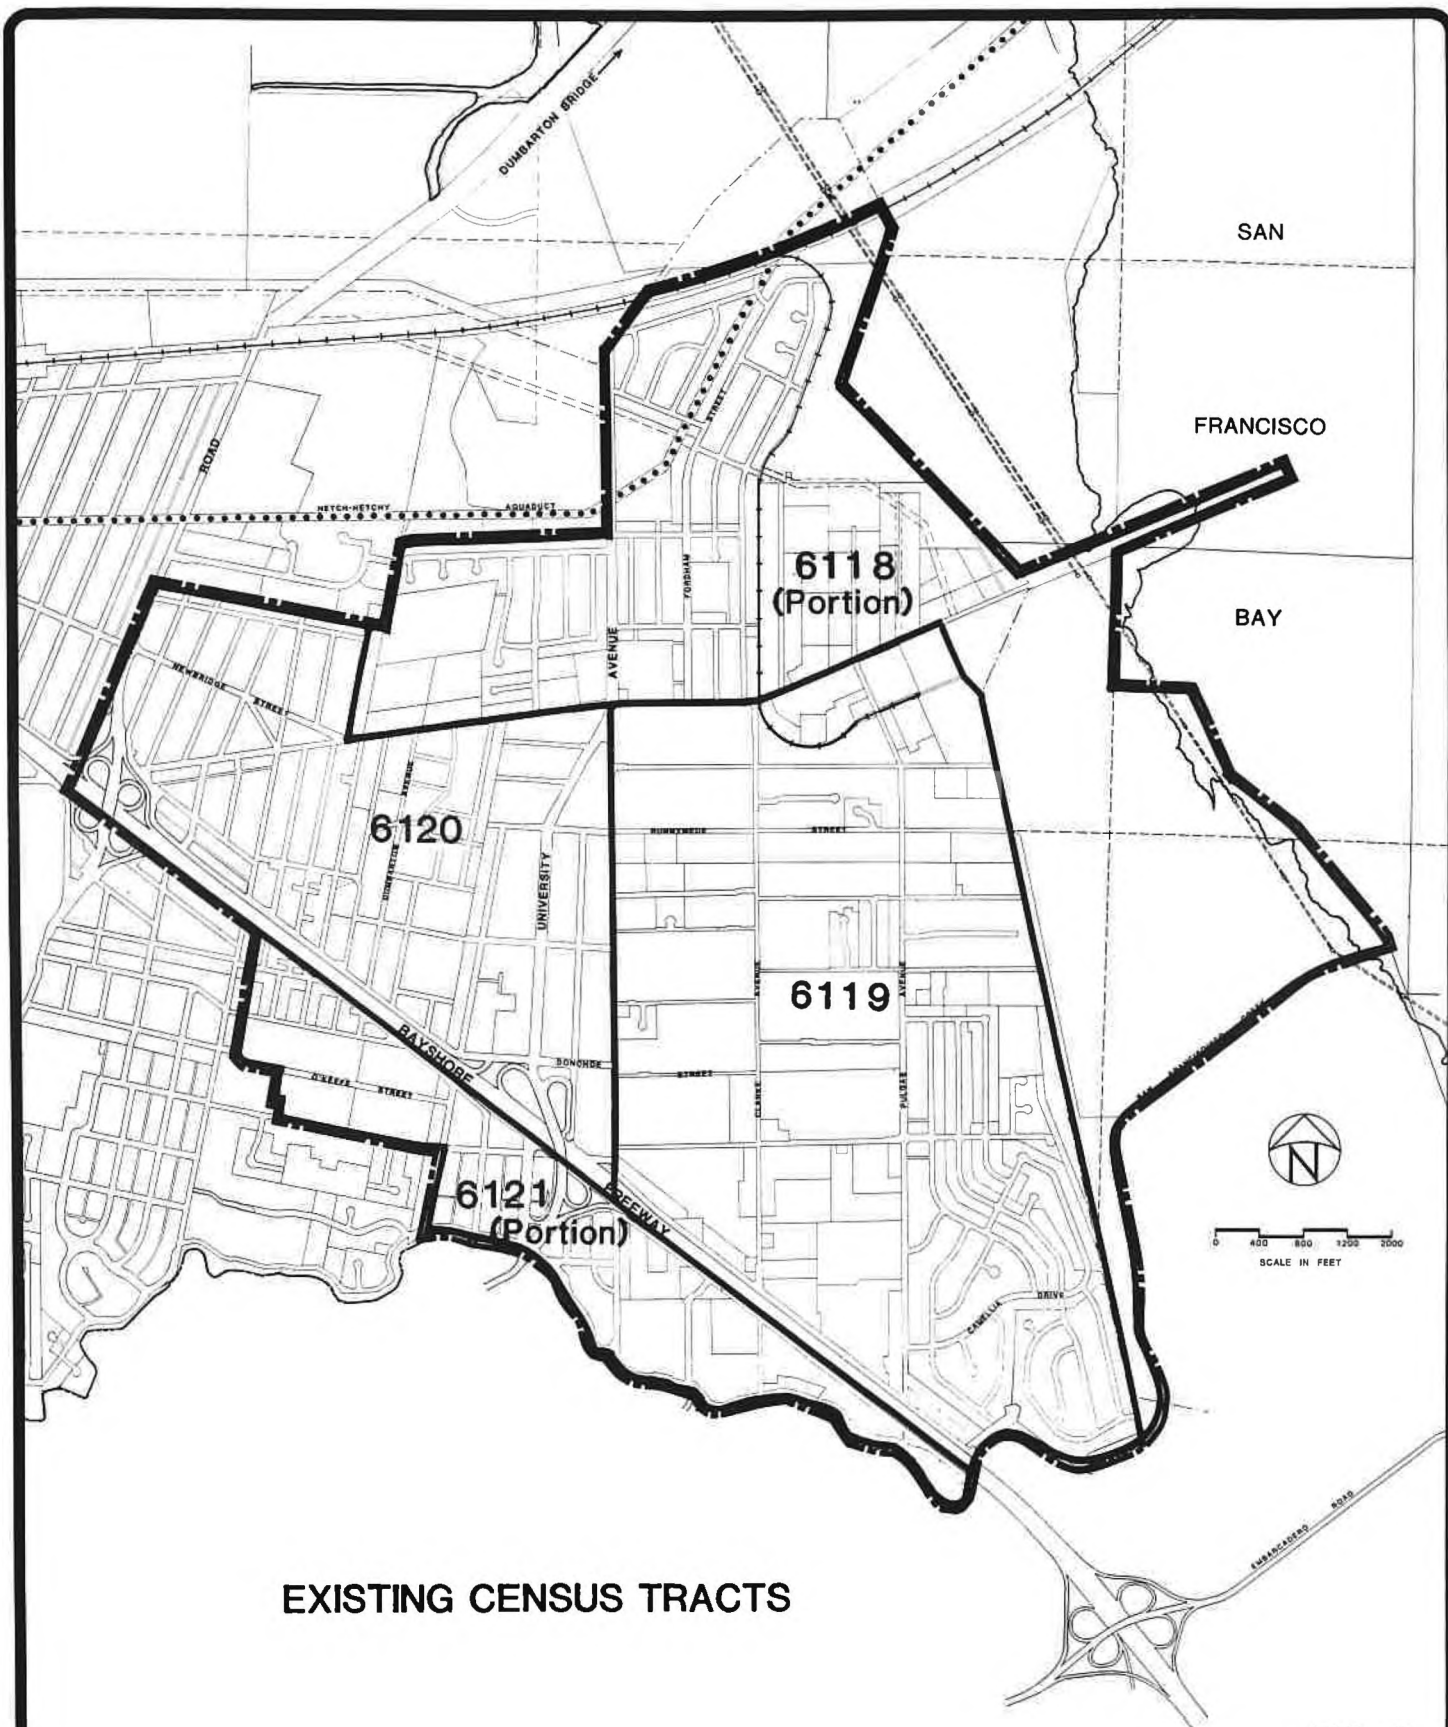 DUMBARTON BRIDGE
SAN
FRANCISCO
BAY
ROAD
STREET
HETCH-HETCHY
AQUADUCT
FORDHAM
6118
(Portion)
AVENUE
NEWBRIDGE
STREET
AVENUE
6120
DUMBARTON
UNIVERSITY
RUNNYMEDE
STREET
AVENUE
6119
AVENUE
BAYSHORE
DONOHOE
STREET
O'KEEFE
STREET
CLARKE
PULGAS
N
6121
(Portion)
FREEWAY
0 400 800 1200 2000
SCALE IN FEET
CAMELLIA
DRIVE
EMBARCADERO
ROAD
EXISTING CENSUS TRACTS